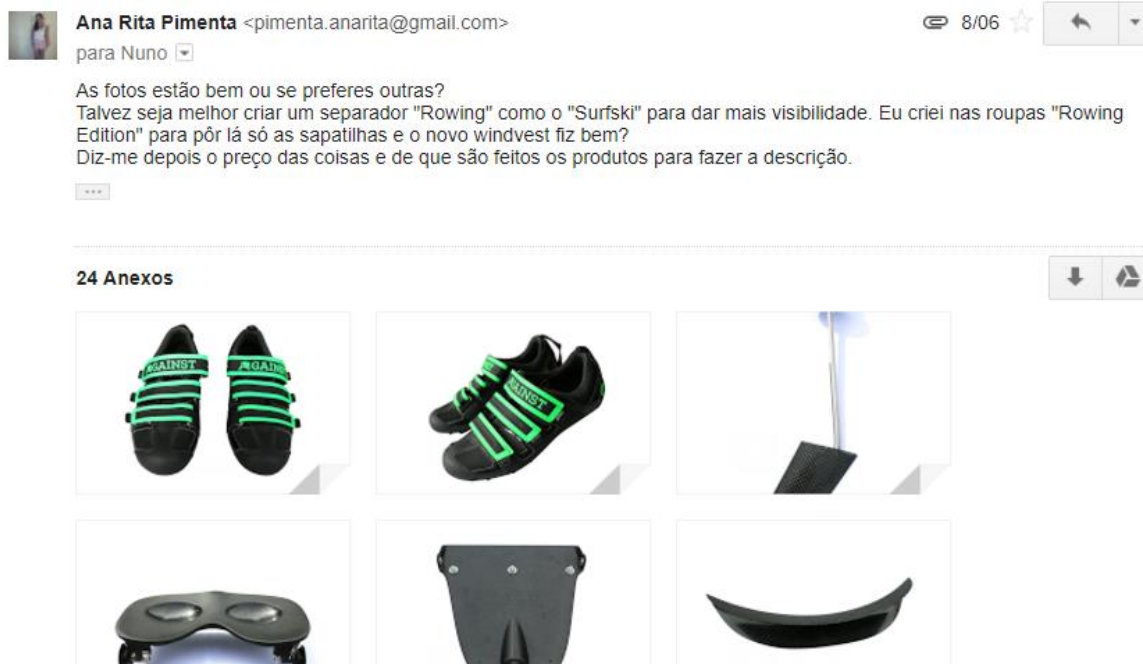 Ana Rita Pimenta <pimenta.anarita@gmail.com> 8/06
para Nuno
As fotos estão bem ou se preferes outras?
Talvez seja melhor criar um separador "Rowing" como o "Surfski" para dar mais visibilidade. Eu criei nas roupas "Rowing
Edition" para pôr lá só as sapatilhas e o novo windvest fiz bem?
Diz-me depois o preço das coisas e de que são feitos os produtos para fazer a descrição.
24 Anexos
AGAINST AGAIN
AINST